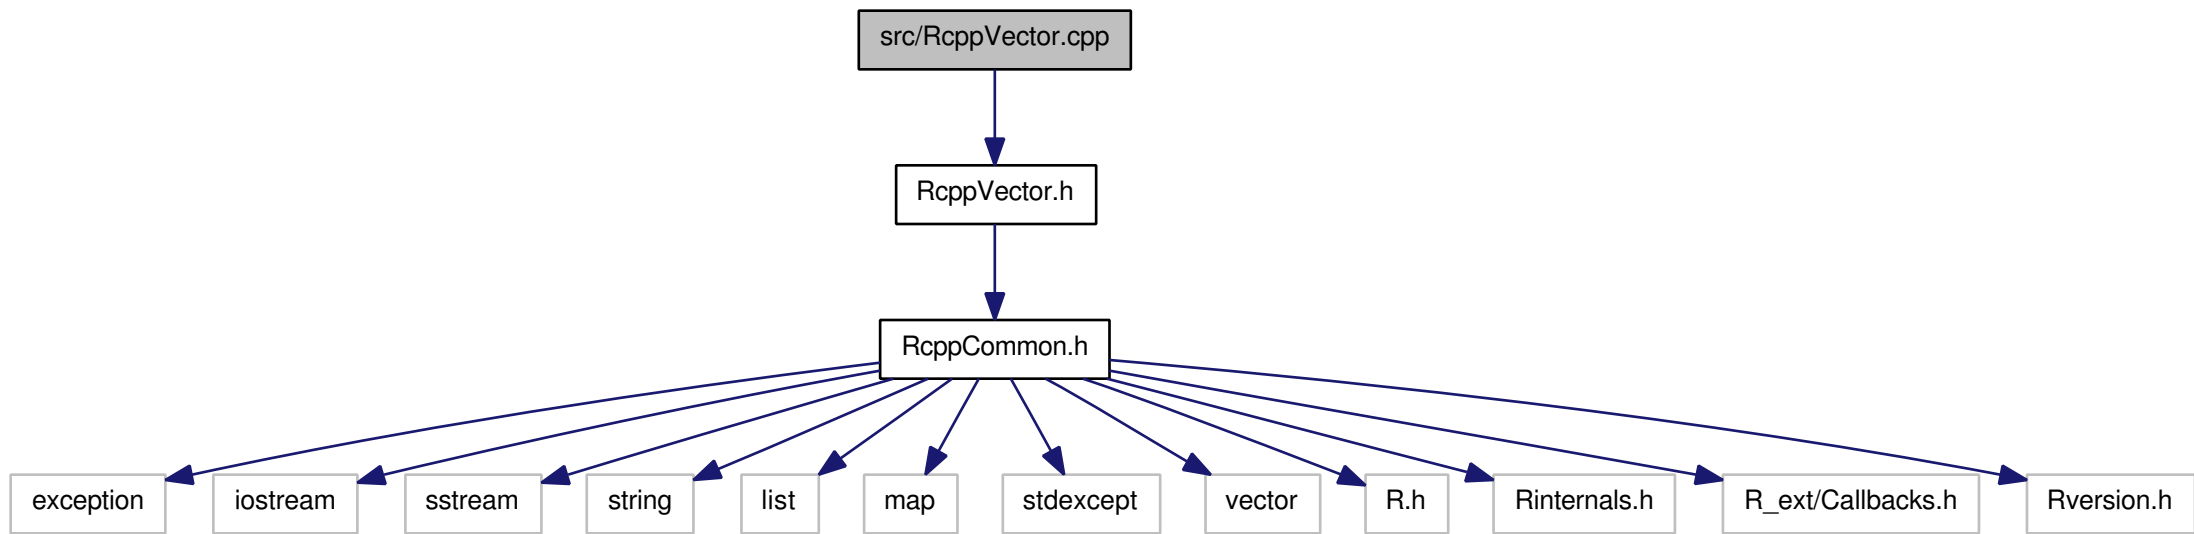 src/RcppVector.cpp
RcppVector.h
RcppCommon.h
exception
iostream
sstream
string
list
map
stdexcept
vector
R.h
Rinternals.h
R_ext/Callbacks.h
Rversion.h